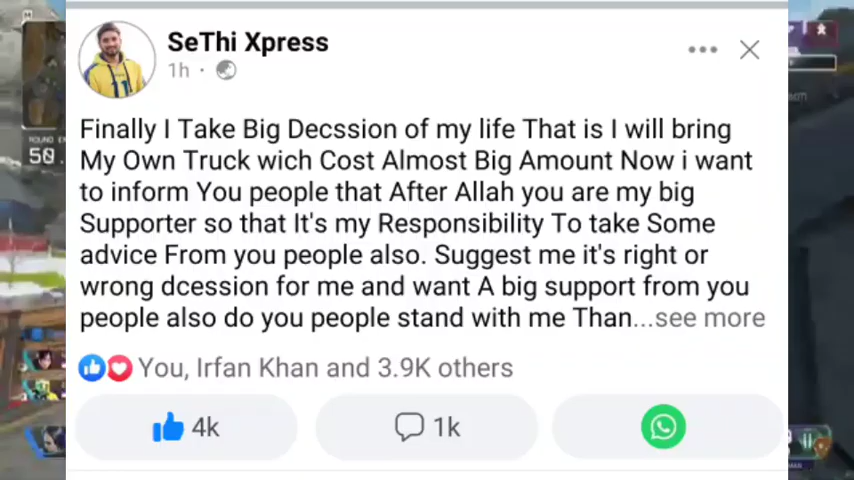 SeThi Xpress
1h ·
Finally I Take Big Decssion of my life That is I will bring
My Own Truck wich Cost Almost Big Amount Now i want
to inform You people that After Allah you are my big
Supporter so that It's my Responsibility To take Some
advice From you people also. Suggest me it's right or
wrong dcession for me and want A big support from you
people also do you people stand with me Than...see more
You, Irfan Khan and 3.9K others
4k 1k
50